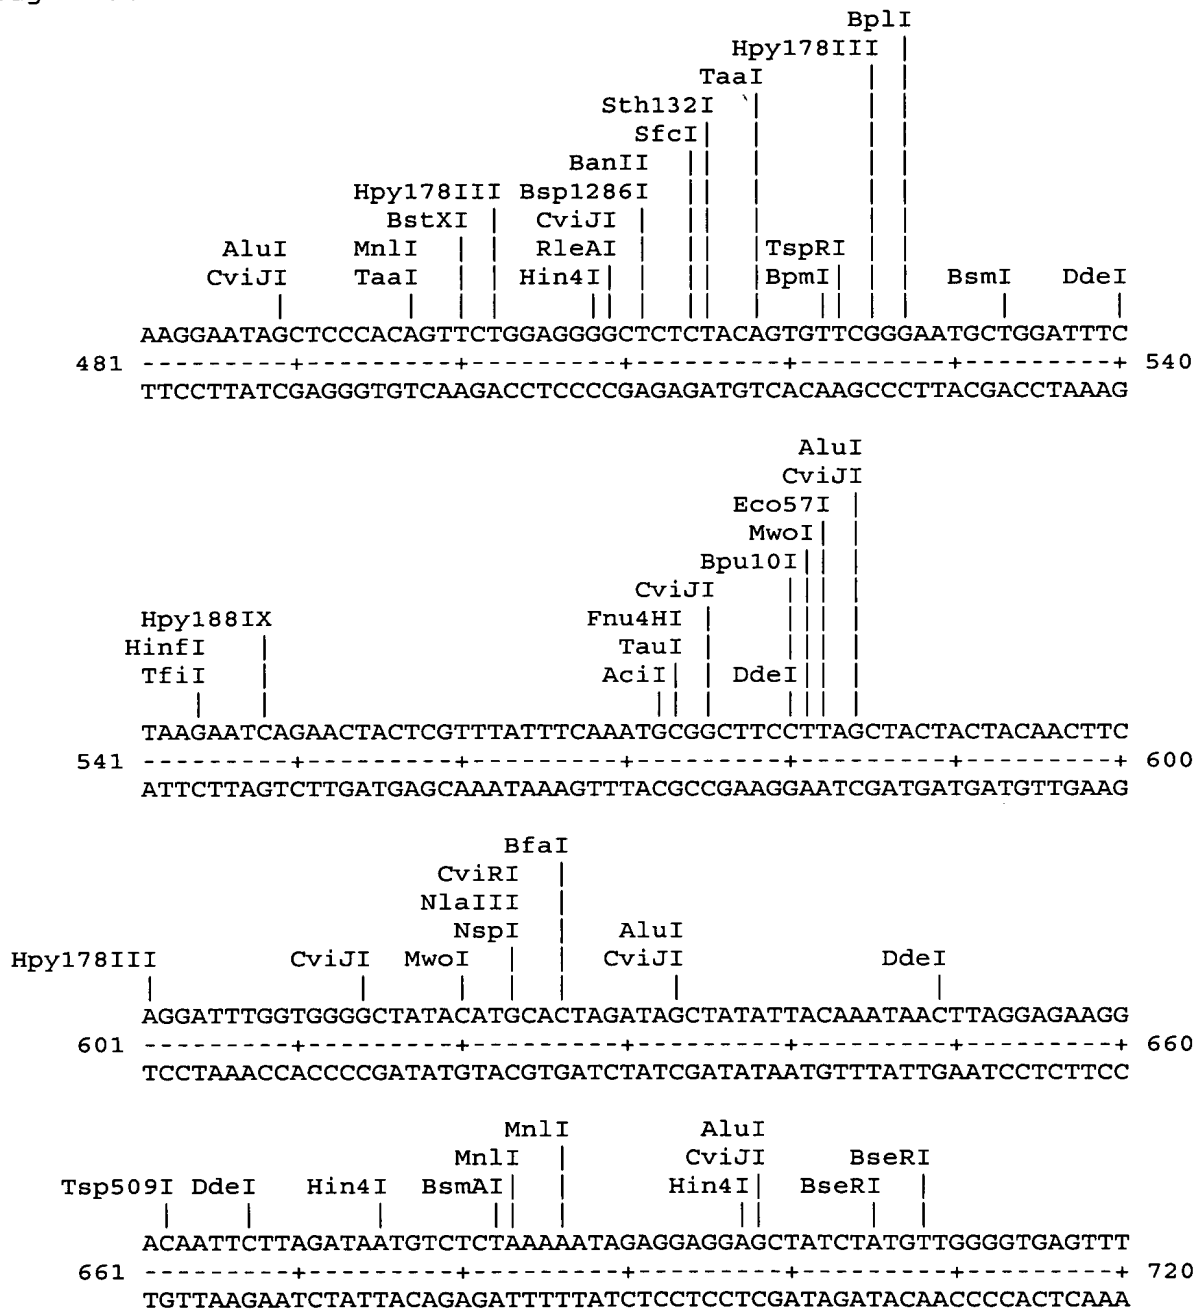 BplI
Hpy178III
TaaI
Sth132I
SfcI
BanII
Hpy178III Bsp1286I
BstXI CviJI
AluI MnlI RleAI TspRI
CviJI TaaI Hin4I BpmI BsmI DdeI
AAGGAATAGCTCCCACAGTTCTGGAGGGGCTCTCTACAGTGTTCGGGAATGCTGGATTTC
481 ---------+---------+---------+---------+---------+---------+ 540
TTCCTTATCGAGGGTGTCAAGACCTCCCCGAGAGATGTCACAAGCCCTTACGACCTAAAG
AluI
CviJI
Eco57I
MwoI
Bpu10I
CviJI
Hpy188IX Fnu4HI
HinfI TauI
TfiI AciI DdeI
TAAGAATCAGAACTACTCGTTTATTTCAAATGCGGCTTCCTTAGCTACTACTACAACTTC
541 ---------+---------+---------+---------+---------+---------+ 600
ATTCTTAGTCTTGATGAGCAAATAAAGTTTACGCCGAAGGAATCGATGATGATGTTGAAG
BfaI
CviRI
NlaIII
NspI AluI
Hpy178III CviJI MwoI CviJI DdeI
AGGATTTGGTGGGGCTATACATGCACTAGATAGCTATATTACAAATAACTTAGGAGAAGG
601 ---------+---------+---------+---------+---------+---------+ 660
TCCTAAACCACCCCGATATGTACGTGATCTATCGATATAATGTTTATTGAATCCTCTTCC
MnlI AluI
MnlI CviJI BseRI
Tsp509I DdeI Hin4I BsmAI Hin4I BseRI
ACAATTCTTAGATAATGTCTCTAAAAATAGAGGAGGAGCTATCTATGTTGGGGTGAGTTT
661 ---------+---------+---------+---------+---------+---------+ 720
TGTTAAGAATCTATTACAGAGATTTTTATCTCCTCCTCGATAGATACAACCCCACTCAAA